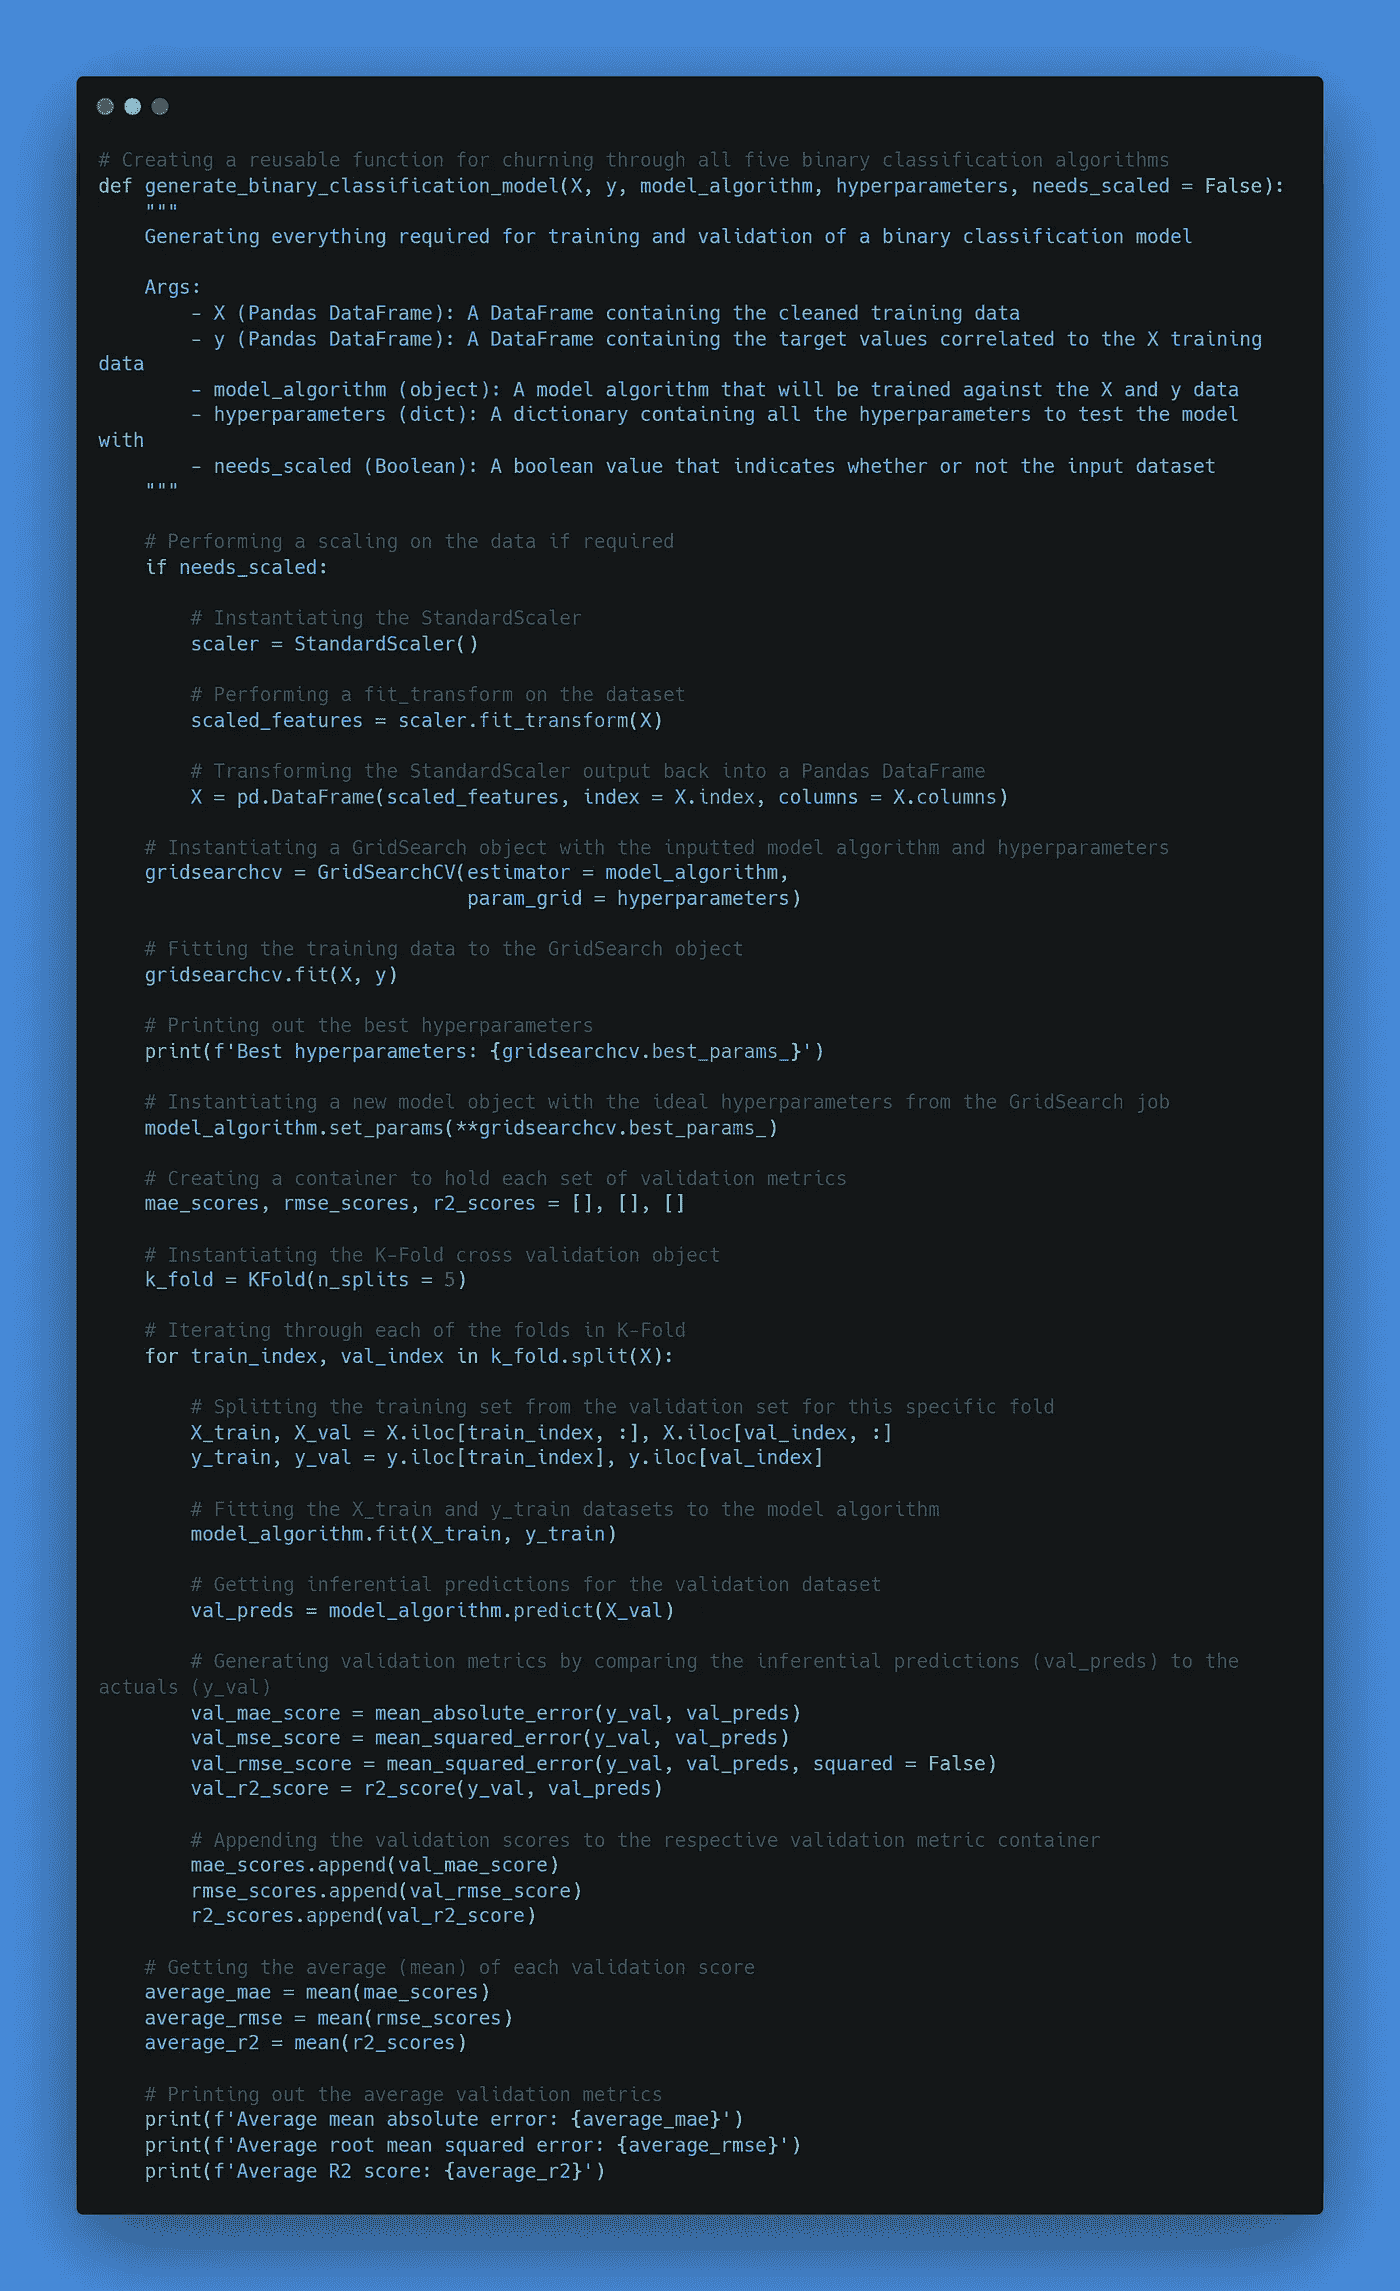 # Creating a reusable function for churning through all five binary classification algorithms
def generate_binary_classification_model(X, y, model_algorithm, hyperparameters, needs_scaled = False):
    """
    Generating everything required for training and validation of a binary classification model

    Args:
        - X (Pandas DataFrame): A DataFrame containing the cleaned training data
        - y (Pandas DataFrame): A DataFrame containing the target values correlated to the X training
data
        - model_algorithm (object): A model algorithm that will be trained against the X and y data
        - hyperparameters (dict): A dictionary containing all the hyperparameters to test the model
with
        - needs_scaled (Boolean): A boolean value that indicates whether or not the input dataset
    """

    # Performing a scaling on the data if required
    if needs_scaled:

        # Instantiating the StandardScaler
        scaler = StandardScaler()

        # Performing a fit_transform on the dataset
        scaled_features = scaler.fit_transform(X)

        # Transforming the StandardScaler output back into a Pandas DataFrame
        X = pd.DataFrame(scaled_features, index = X.index, columns = X.columns)

    # Instantiating a GridSearch object with the inputted model algorithm and hyperparameters
    gridsearchcv = GridSearchCV(estimator = model_algorithm,
                                param_grid = hyperparameters)

    # Fitting the training data to the GridSearch object
    gridsearchcv.fit(X, y)

    # Printing out the best hyperparameters
    print(f'Best hyperparameters: {gridsearchcv.best_params_}')

    # Instantiating a new model object with the ideal hyperparameters from the GridSearch job
    model_algorithm.set_params(**gridsearchcv.best_params_)

    # Creating a container to hold each set of validation metrics
    mae_scores, rmse_scores, r2_scores = [], [], []

    # Instantiating the K-Fold cross validation object
    k_fold = KFold(n_splits = 5)

    # Iterating through each of the folds in K-Fold
    for train_index, val_index in k_fold.split(X):

        # Splitting the training set from the validation set for this specific fold
        X_train, X_val = X.iloc[train_index, :], X.iloc[val_index, :]
        y_train, y_val = y.iloc[train_index], y.iloc[val_index]

        # Fitting the X_train and y_train datasets to the model algorithm
        model_algorithm.fit(X_train, y_train)

        # Getting inferential predictions for the validation dataset
        val_preds = model_algorithm.predict(X_val)

        # Generating validation metrics by comparing the inferential predictions (val_preds) to the
actuals (y_val)
        val_mae_score = mean_absolute_error(y_val, val_preds)
        val_mse_score = mean_squared_error(y_val, val_preds)
        val_rmse_score = mean_squared_error(y_val, val_preds, squared = False)
        val_r2_score = r2_score(y_val, val_preds)

        # Appending the validation scores to the respective validation metric container
        mae_scores.append(val_mae_score)
        rmse_scores.append(val_rmse_score)
        r2_scores.append(val_r2_score)

    # Getting the average (mean) of each validation score
    average_mae = mean(mae_scores)
    average_rmse = mean(rmse_scores)
    average_r2 = mean(r2_scores)

    # Printing out the average validation metrics
    print(f'Average mean absolute error: {average_mae}')
    print(f'Average root mean squared error: {average_rmse}')
    print(f'Average R2 score: {average_r2}')